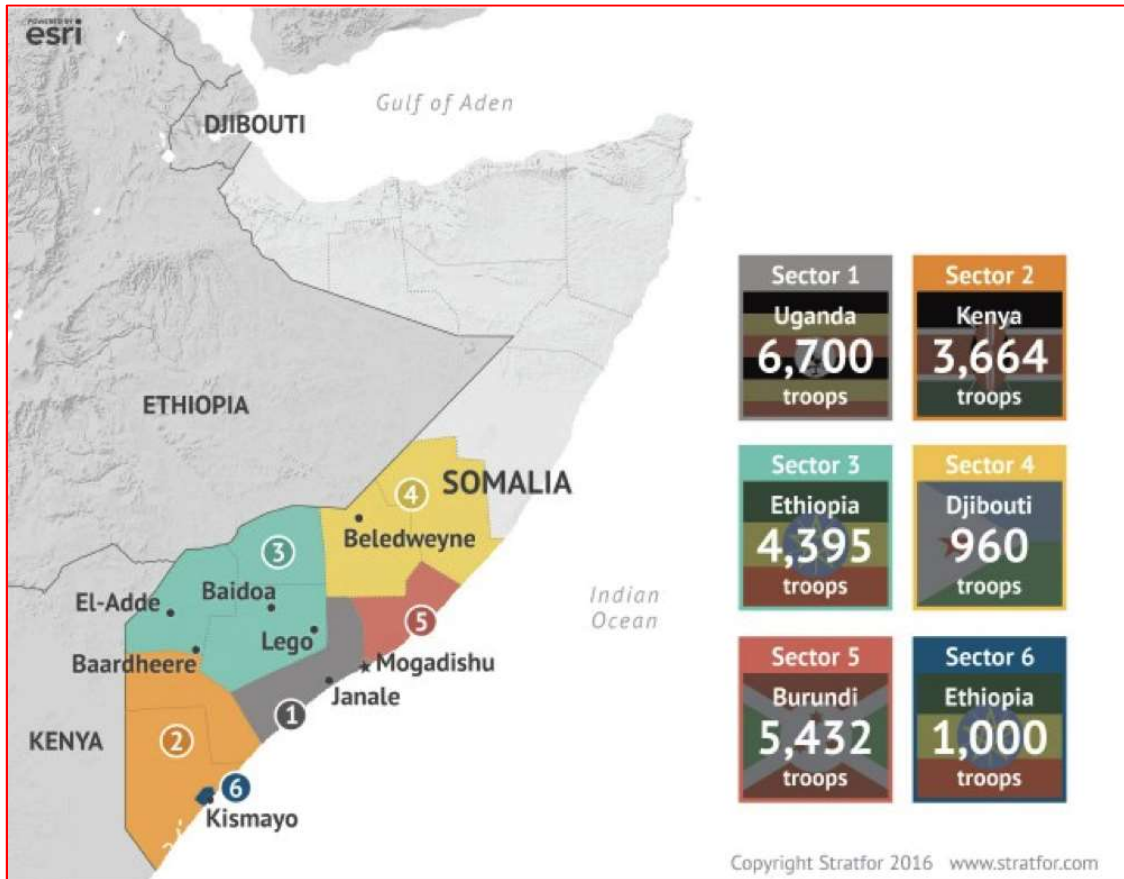 POWERED BY
esri
Gulf of Aden
DJIBOUTI
ETHIOPIA
SOMALIA
4
Beledweyne
3
El-Adde
Baidoa
Lego
5
Indian
Ocean
Baardheere
Mogadishu
Janale
1
KENYA
2
6
Kismayo
Sector 1
Uganda
6,700
troops
Sector 2
Kenya
3,664
troops
Sector 3
Ethiopia
4,395
troops
Sector 4
Djibouti
960
troops
Sector 5
Burundi
5,432
troops
Sector 6
Ethiopia
1,000
troops
Copyright Stratfor 2016 www.stratfor.com